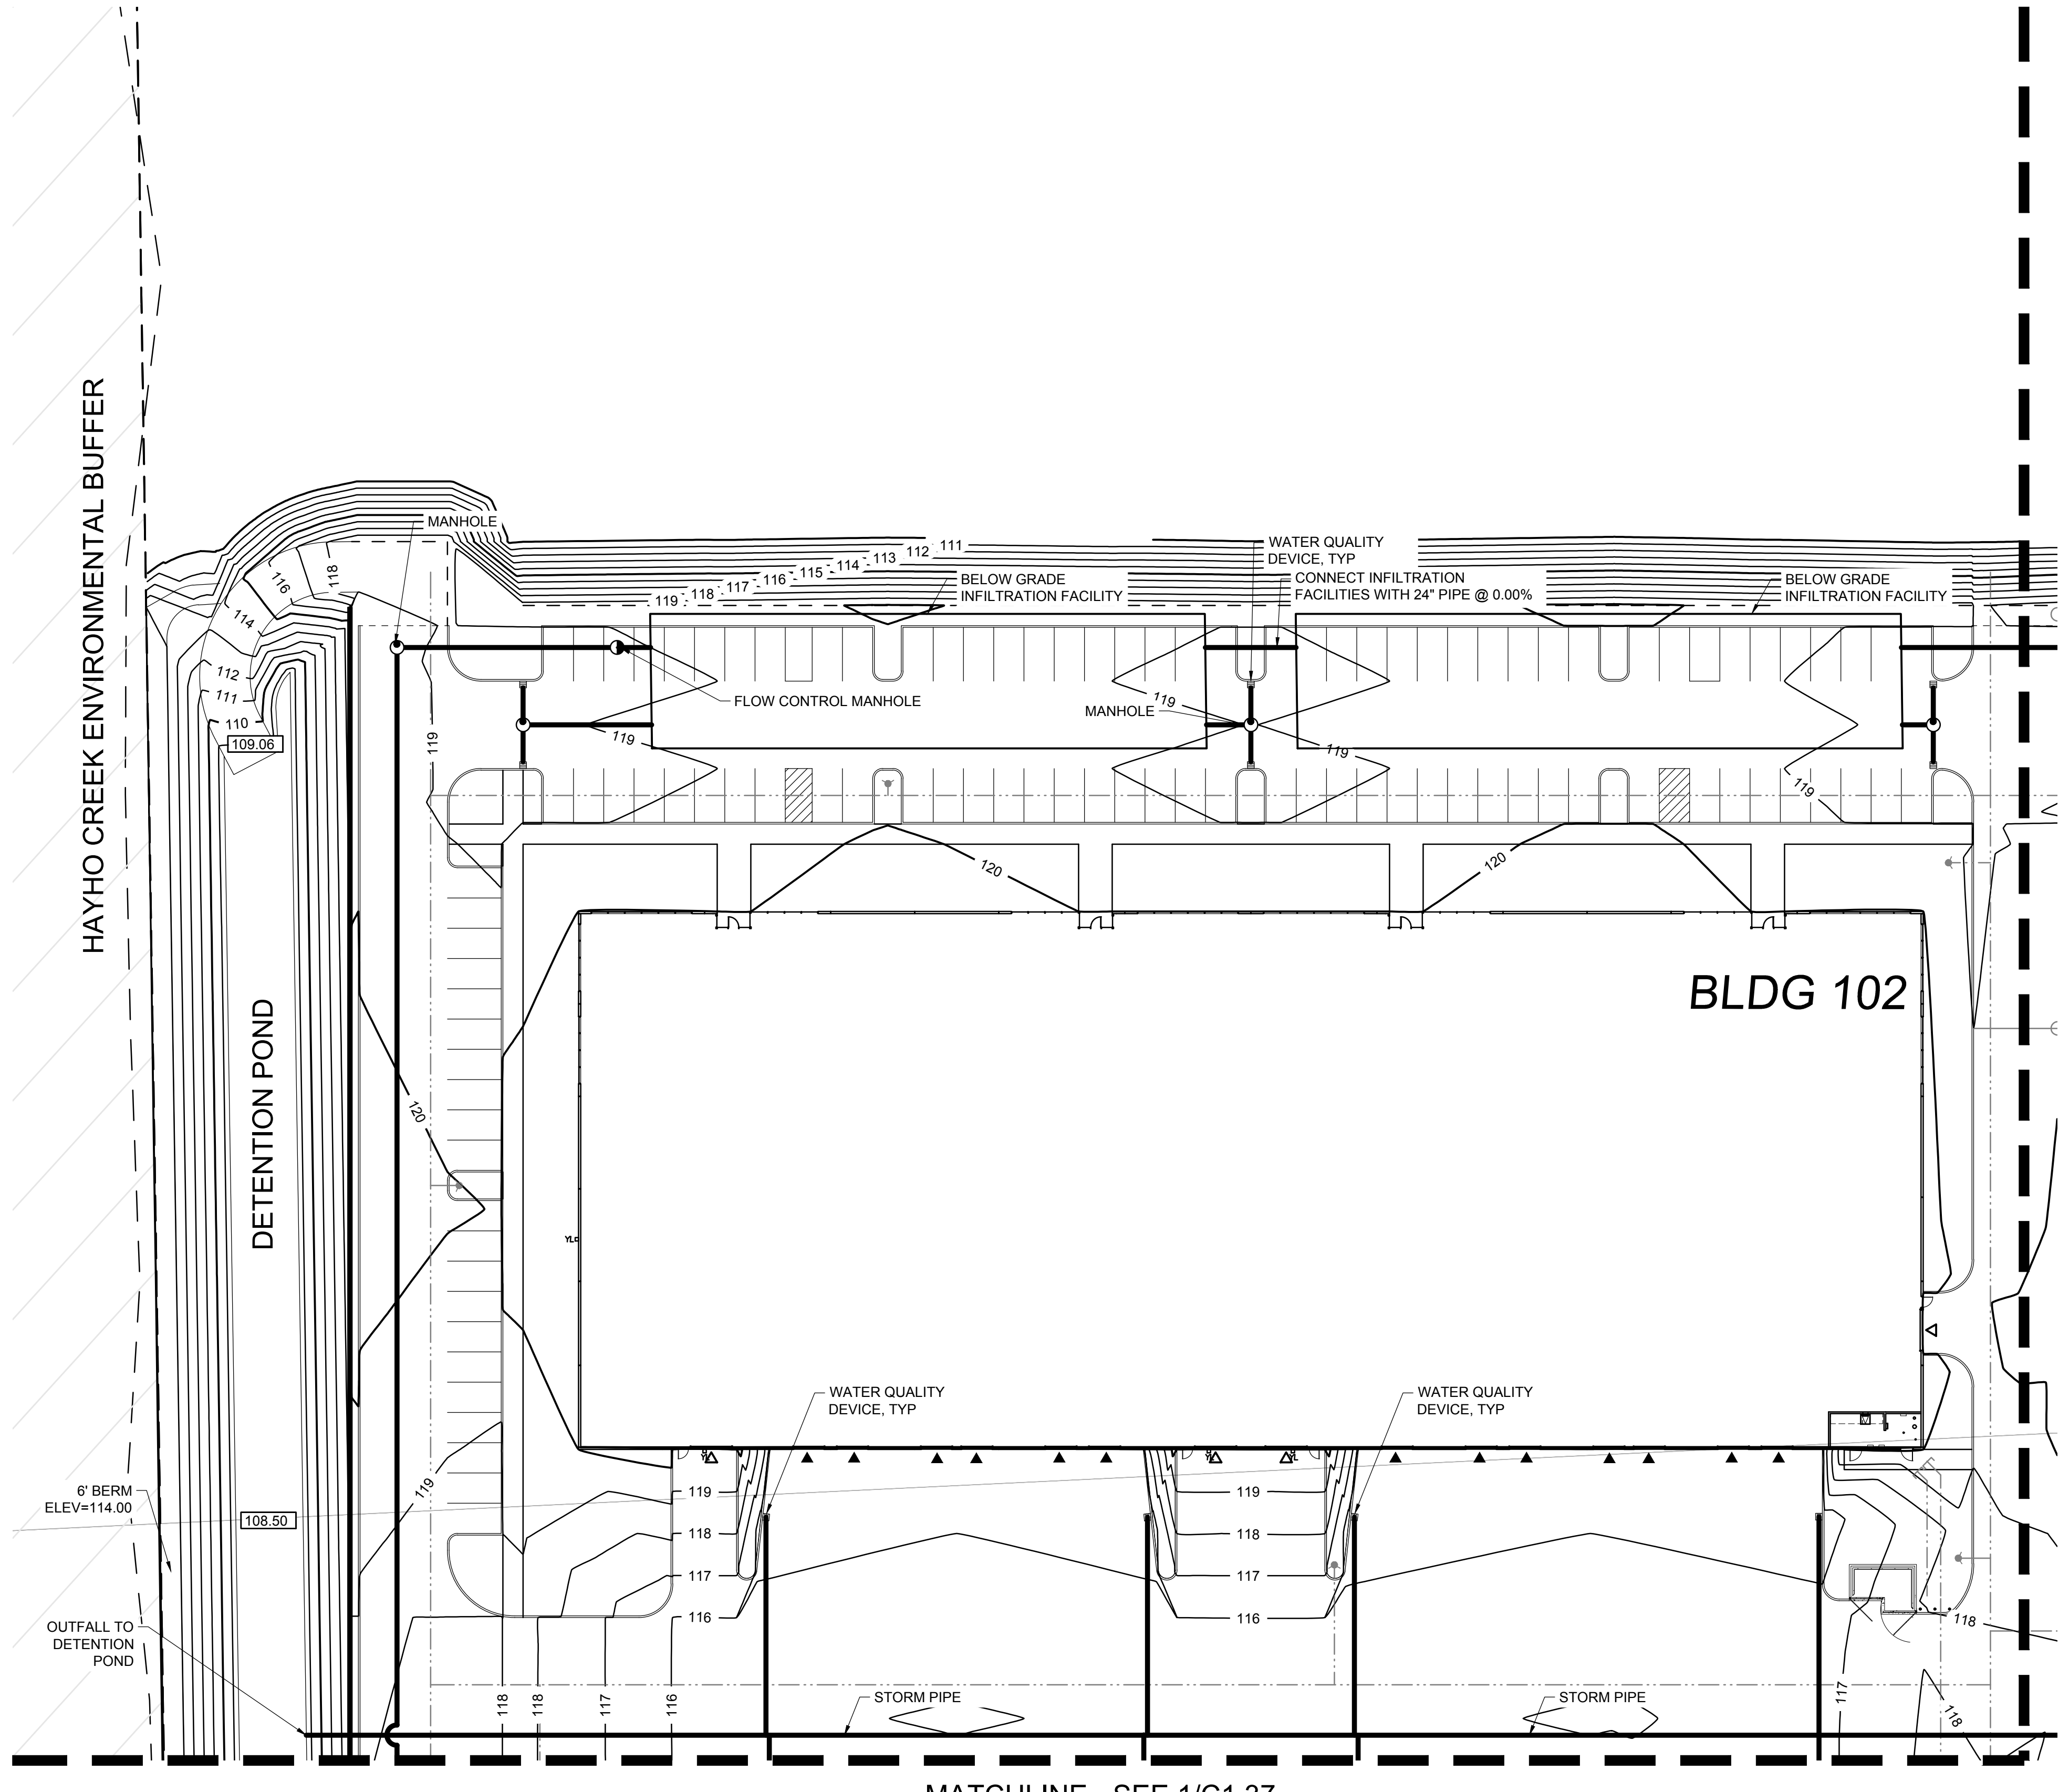 HAYHO CREEK ENVIRONMENTAL BUFFER
MANHOLE
111
112
113
114
115
116
117
118
119
WATER QUALITY
DEVICE, TYP
CONNECT INFILTRATION
FACILITIES WITH 24" PIPE @ 0.00%
BELOW GRADE
INFILTRATION FACILITY
BELOW GRADE
INFILTRATION FACILITY
118
116
114
112
111
110
109.06
FLOW CONTROL MANHOLE
MANHOLE
119
119
119
119
119
120
120
BLDG 102
DETENTION POND
120
119
WATER QUALITY
DEVICE, TYP
WATER QUALITY
DEVICE, TYP
6' BERM
ELEV=114.00
108.50
119
118
117
116
119
118
117
116
118
OUTFALL TO
DETENTION
POND
118
118
117
116
STORM PIPE
STORM PIPE
117
118